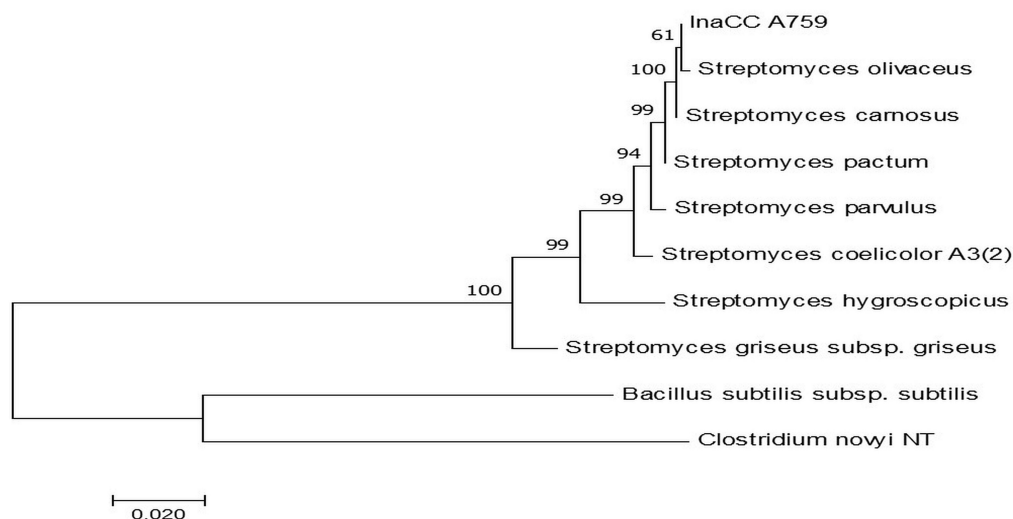 InaCC A759
61
100
Streptomyces olivaceus
99
Streptomyces carnosus
94
Streptomyces pactum
99
Streptomyces parvulus
99
Streptomyces coelicolor A3(2)
100
Streptomyces hygroscopicus
Streptomyces griseus subsp. griseus
Bacillus subtilis subsp. subtilis
Clostridium novyi NT
0.020